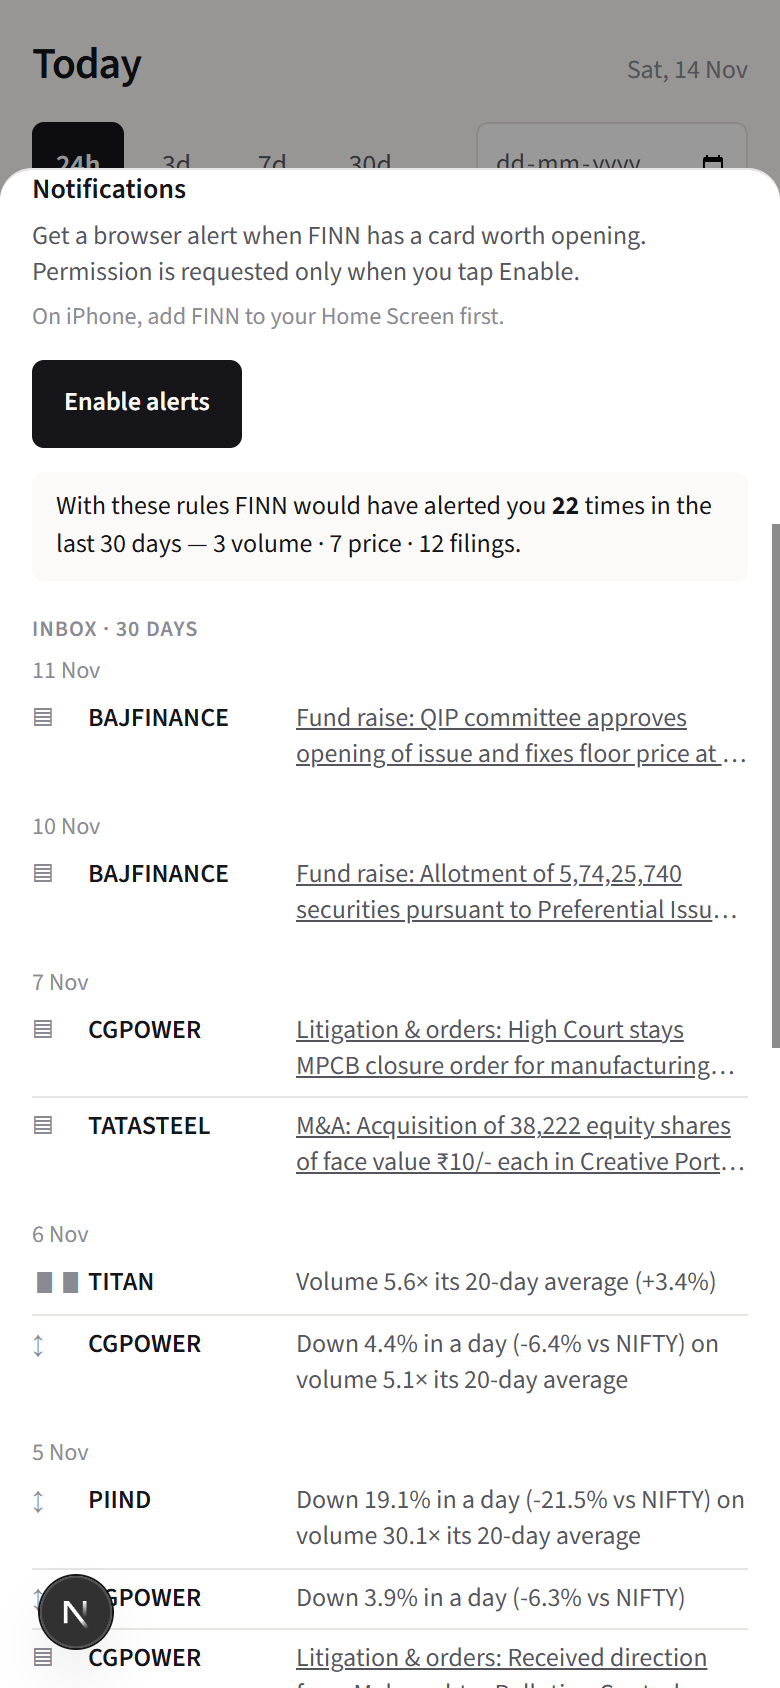 Today
Sat, 14 Nov
24h 3d 7d 30d dd-mm-yyyy
Notifications
Get a browser alert when FINN has a card worth opening.
Permission is requested only when you tap Enable.
On iPhone, add FINN to your Home Screen first.
Enable alerts
With these rules FINN would have alerted you 22 times in the
last 30 days — 3 volume · 7 price · 12 filings.
INBOX · 30 DAYS
11 Nov
BAJFINANCE Fund raise: QIP committee approves
opening of issue and fixes floor price at …
10 Nov
BAJFINANCE Fund raise: Allotment of 5,74,25,740
securities pursuant to Preferential Issu…
7 Nov
CGPOWER Litigation & orders: High Court stays
MPCB closure order for manufacturing…
TATASTEEL M&A: Acquisition of 38,222 equity shares
of face value ₹10/- each in Creative Port…
6 Nov
TITAN Volume 5.6× its 20-day average (+3.4%)
CGPOWER Down 4.4% in a day (-6.4% vs NIFTY) on
volume 5.1× its 20-day average
5 Nov
PIIND Down 19.1% in a day (-21.5% vs NIFTY) on
volume 30.1× its 20-day average
GPOWER Down 3.9% in a day (-6.3% vs NIFTY)
N
CGPOWER Litigation & orders: Received direction